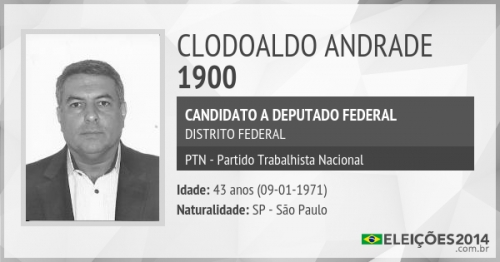 CLODOALDO ANDRADE
1900
CANDIDATO A DEPUTADO FEDERAL
DISTRITO FEDERAL
PTN - Partido Trabalhista Nacional
Idade: 43 anos (09-01-1971)
Naturalidade: SP - São Paulo
ELEIÇÕES2014
.com.br